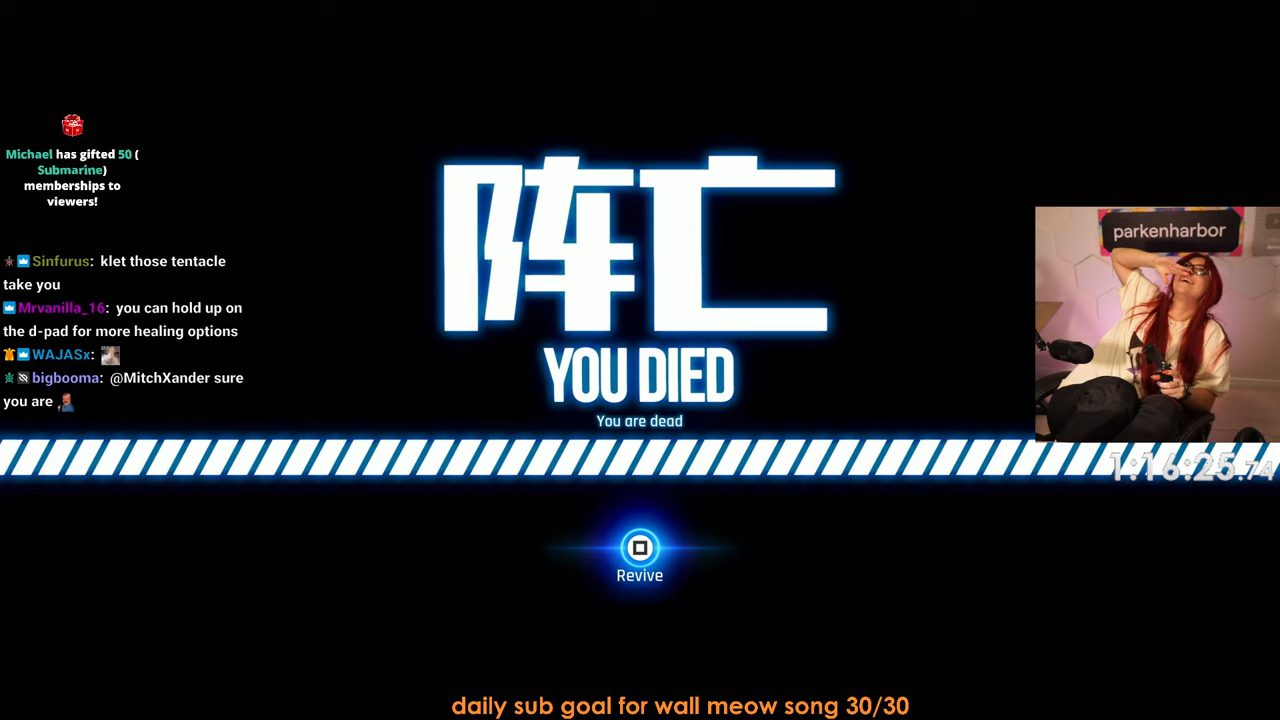 Michael has gifted 50 (
Submarine)
memberships to
viewers!
Sinfurus: klet those tentacle
take you
Mrvanilla_16: you can hold up on
the d-pad for more healing options
WAJASx:
bigbooma: @MitchXander sure
you are
阵亡
YOU DIED
You are dead
Revive
parkenharbor
1:16:25.74
daily sub goal for wall meow song 30/30